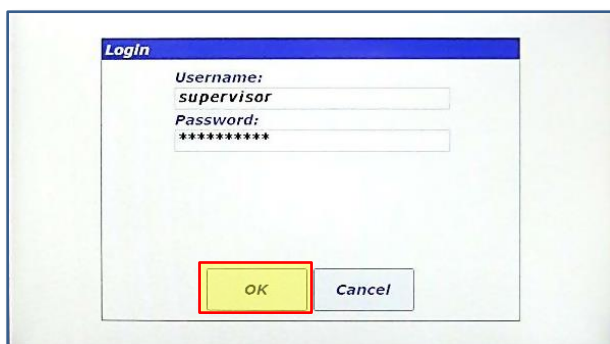 Login
Username:
supervisor
Password:
**********
OK
Cancel